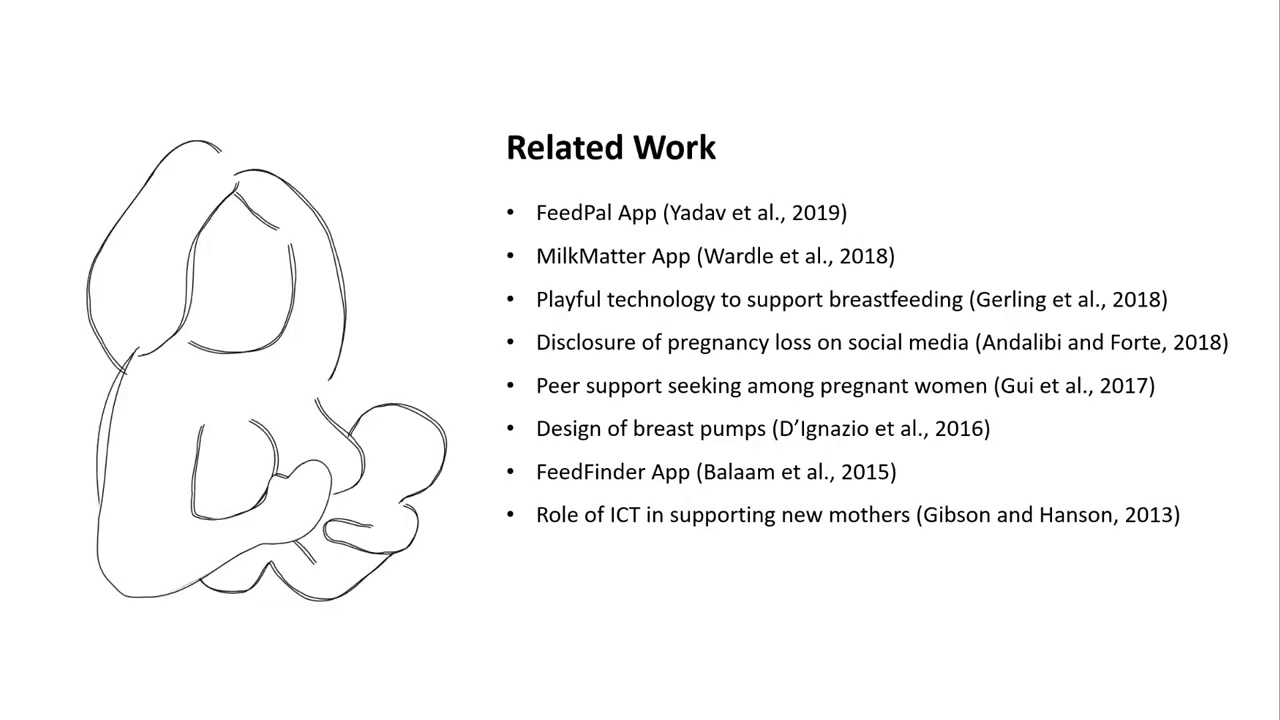 Related Work
• FeedPal App (Yadav et al., 2019)
• MilkMatter App (Wardle et al., 2018)
• Playful technology to support breastfeeding (Gerling et al., 2018)
• Disclosure of pregnancy loss on social media (Andalibi and Forte, 2018)
• Peer support seeking among pregnant women (Gui et al., 2017)
• Design of breast pumps (D’Ignazio et al., 2016)
• FeedFinder App (Balaam et al., 2015)
• Role of ICT in supporting new mothers (Gibson and Hanson, 2013)